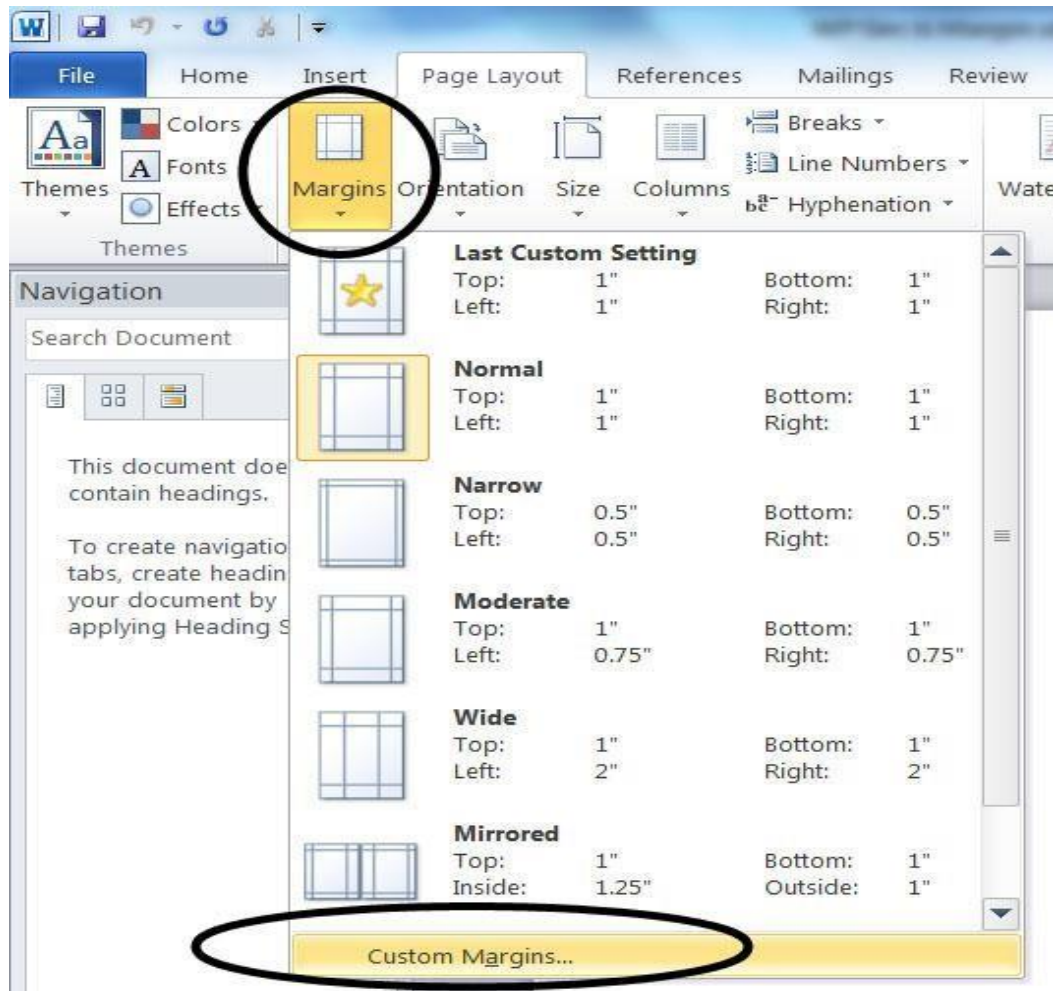 W
File Home Insert Page Layout References Mailings Review
Aa Themes
Colors
A Fonts
Effects
Margins Orientation Size Columns
Breaks
Line Numbers
Hyphenation
Wate
Themes
Navigation
Search Document
This document doe
contain headings.
To create navigatio
tabs, create headin
your document by
applying Heading S
Last Custom Setting
Top: 1" Bottom: 1"
Left: 1" Right: 1"
Normal
Top: 1" Bottom: 1"
Left: 1" Right: 1"
Narrow
Top: 0.5" Bottom: 0.5"
Left: 0.5" Right: 0.5"
Moderate
Top: 1" Bottom: 1"
Left: 0.75" Right: 0.75"
Wide
Top: 1" Bottom: 1"
Left: 2" Right: 2"
Mirrored
Top: 1" Bottom: 1"
Inside: 1.25" Outside: 1"
Custom Margins...